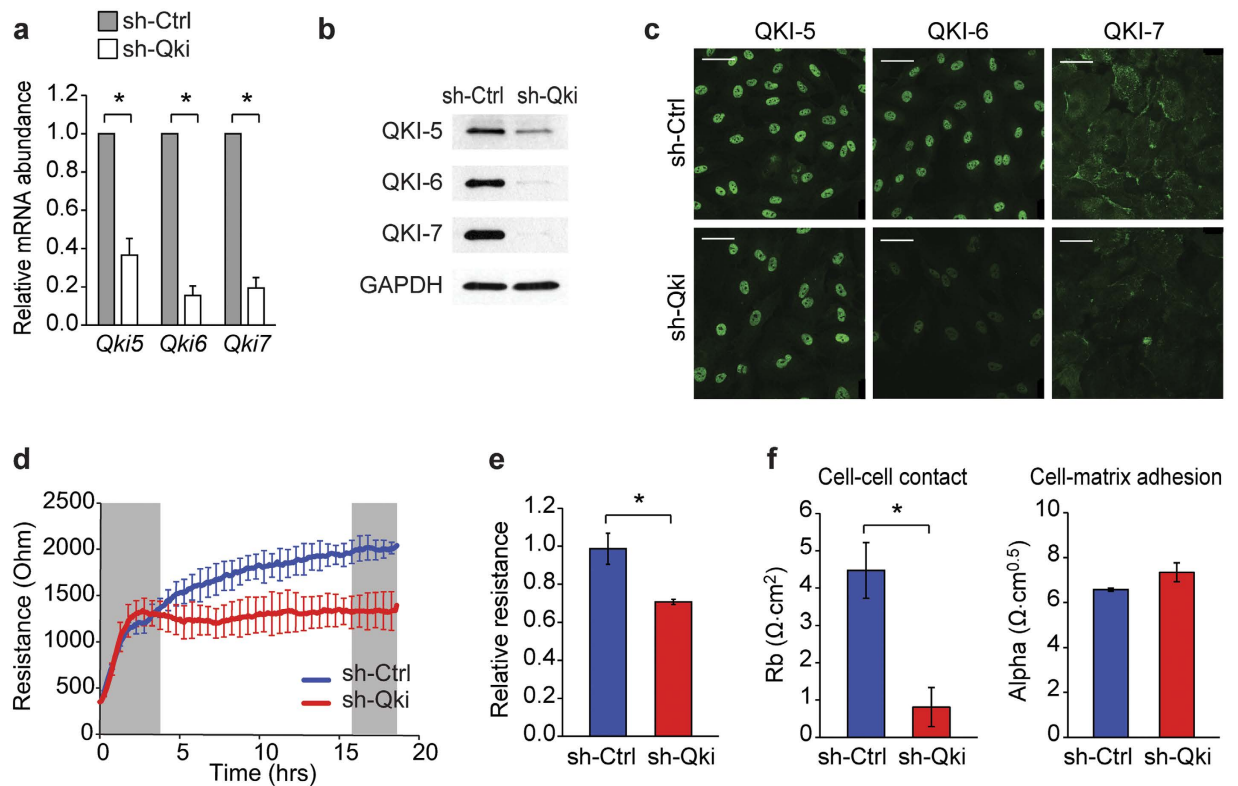 a
sh-Ctrl
sh-Qki
Relative mRNA abundance
1.2
1.0
0.8
0.6
0.4
0.2
0.0
*
*
*
Qki5
Qki6
Qki7
b
sh-Ctrl sh-Qki
QKI-5
QKI-6
QKI-7
GAPDH
c
QKI-5 QKI-6 QKI-7
sh-Ctrl
sh-Qki
d
Resistance (Ohm)
2500
2000
1500
1000
500
0
sh-Ctrl
sh-Qki
0 5 10 15 20
Time (hrs)
e
Relative resistance
1.2
1.0
0.8
0.6
0.4
0.2
0.0
*
sh-Ctrl sh-Qki
f
Cell-cell contact
Rb (Ω·cm²)
6
5
4
3
2
1
0
*
sh-Ctrl sh-Qki
Cell-matrix adhesion
Alpha (Ω·cm⁰·⁵)
10
8
6
4
2
0
sh-Ctrl sh-Qki